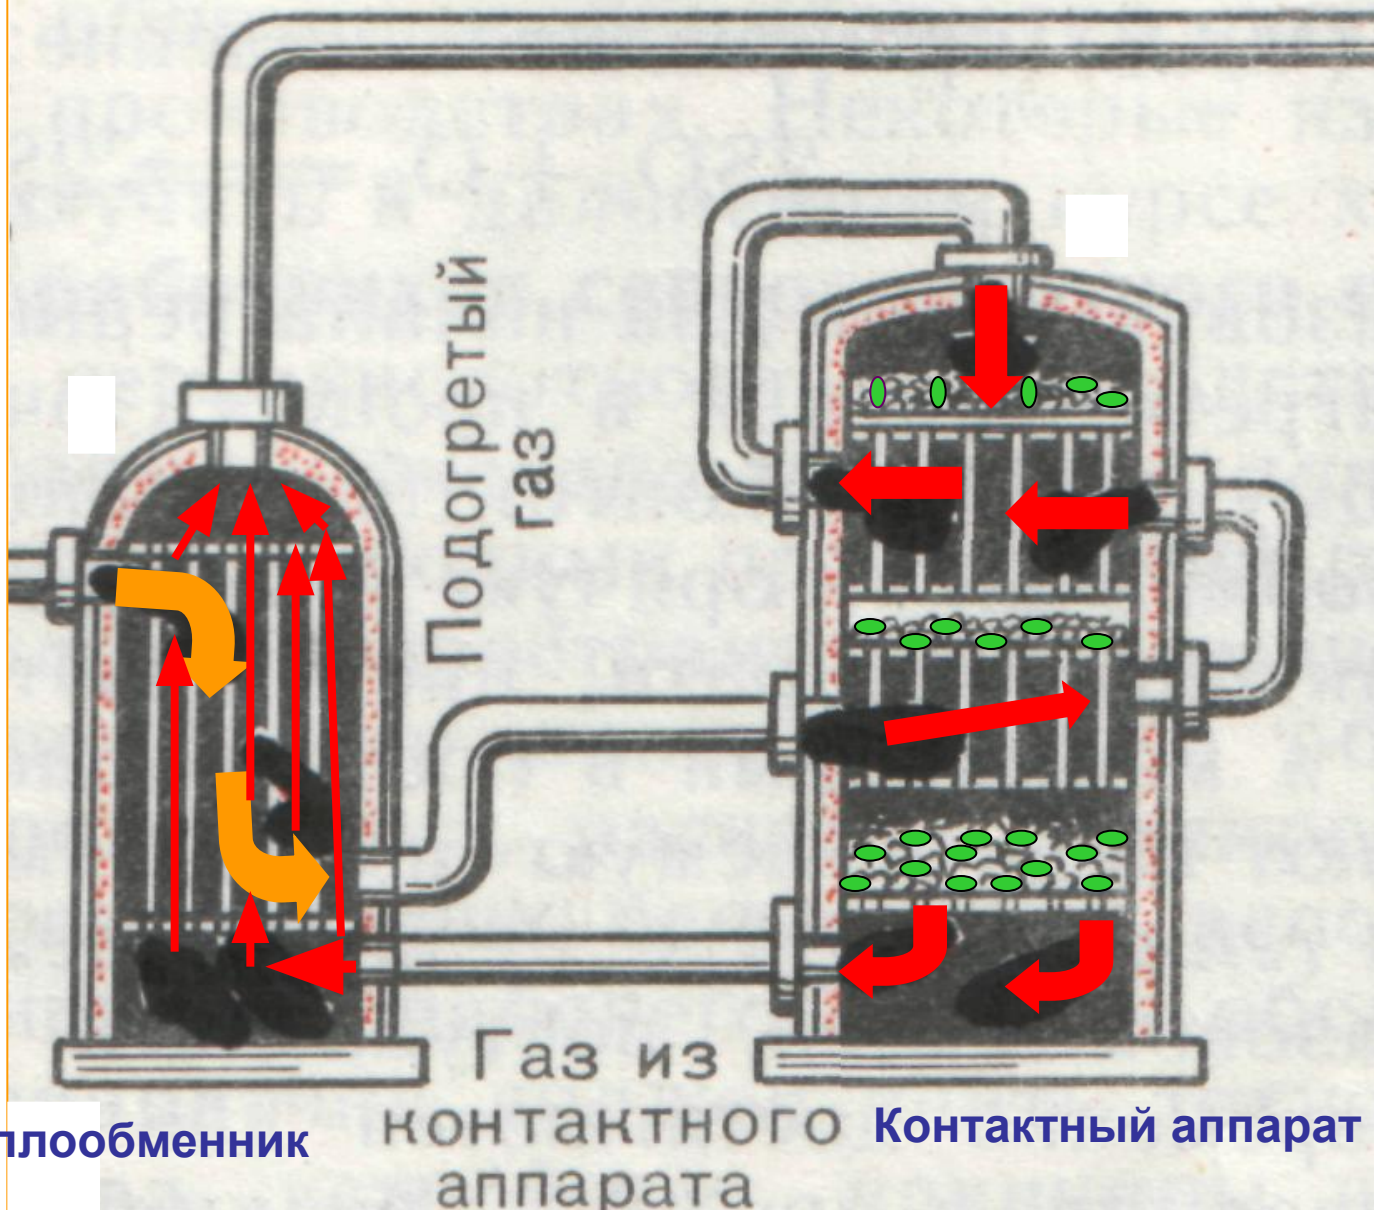 Подогретый
газ
Газ из
контактного
аппарата
плообменник
Контактный аппарат